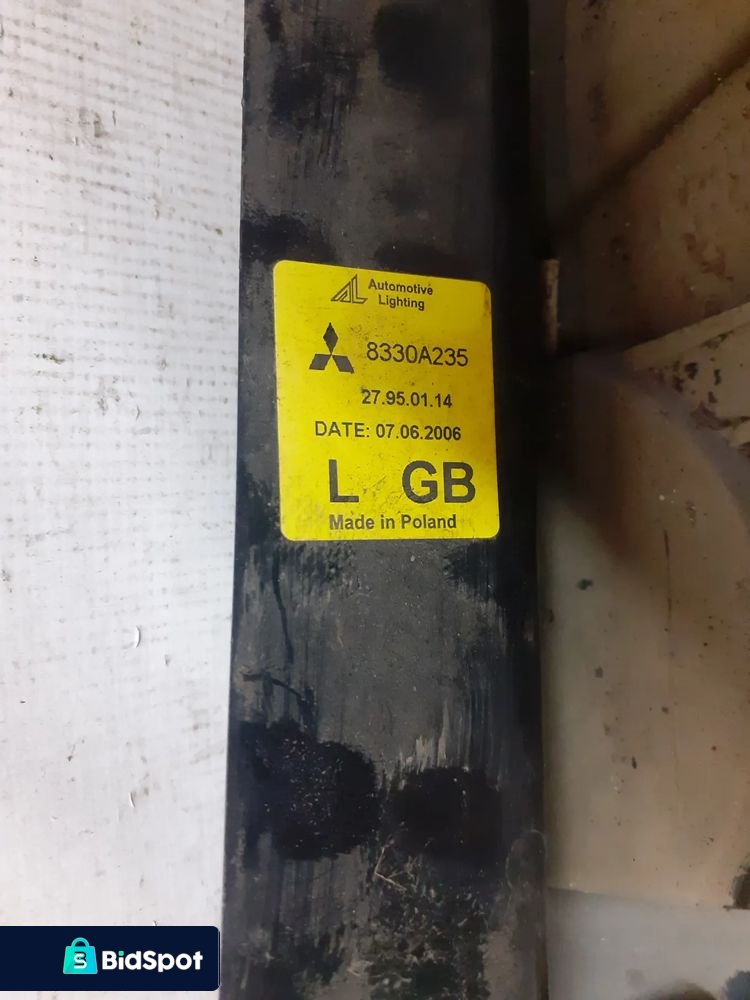 Automotive
Lighting
8330A235
27.95.01.14
DATE: 07.06.2006
L GB
Made in Poland
BidSpot